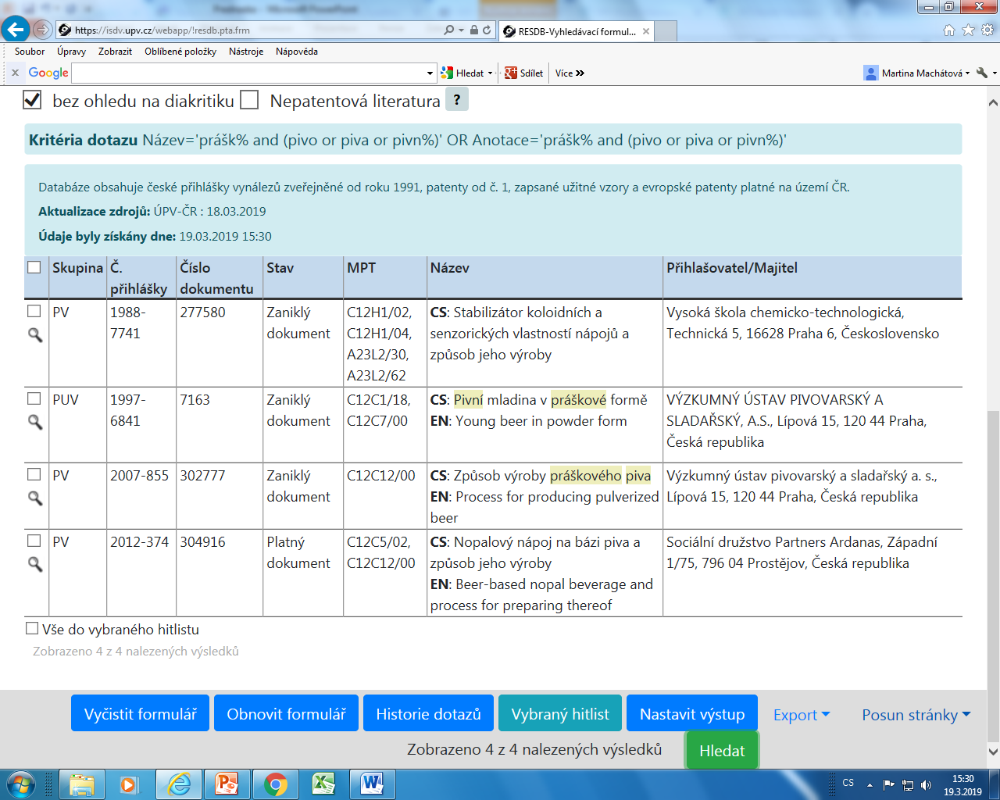 https://isdv.upv.cz/webapp/!resdb.pta.frm
RESDB-Vyhledávací formul...
Soubor Úpravy Zobrazit Oblíbené položky Nástroje Nápověda
x Google Hledat Sdílet Více Martina Machátová
bez ohledu na diakritiku Nepatentová literatura ?
Kritéria dotazu Název='prášk% and (pivo or piva or pivn%)' OR Anotace='prášk% and (pivo or piva or pivn%)'
Databáze obsahuje české přihlášky vynálezů zveřejněné od roku 1991, patenty od č. 1, zapsané užitné vzory a evropské patenty platné na území ČR.
Aktualizace zdrojů: ÚPV-ČR : 18.03.2019
Údaje byly získány dne: 19.03.2019 15:30
Skupina Č. Číslo Stav MPT Název Přihlašovatel/Majitel
přihlášky dokumentu
PV 1988- 277580 Zaniklý C12H1/02, CS: Stabilizátor koloidních a Vysoká škola chemicko-technologická,
7741 dokument C12H1/04, senzorických vlastností nápojů a Technická 5, 16628 Praha 6, Československo
A23L2/30, způsob jeho výroby
A23L2/62
PUV 1997- 7163 Zaniklý C12C1/18, CS: Pivní mladina v práškové formě VÝZKUMNÝ ÚSTAV PIVOVARSKÝ A
6841 dokument C12C7/00 EN: Young beer in powder form SLADAŘSKÝ, A.S., Lípová 15, 120 44 Praha,
Česká republika
PV 2007-855 302777 Zaniklý C12C12/00 CS: Způsob výroby práškového piva Výzkumný ústav pivovarský a sladařský a. s.,
dokument EN: Process for producing pulverized Lípová 15, 120 44 Praha, Česká republika
beer
PV 2012-374 304916 Platný C12C5/02, CS: Nopalový nápoj na bázi piva a Sociální družstvo Partners Ardanas, Západní
dokument C12C12/00 způsob jeho výroby 1/75, 796 04 Prostějov, Česká republika
EN: Beer-based nopal beverage and
process for preparing thereof
Vše do vybraného hitlistu
Zobrazeno 4 z 4 nalezených výsledků
Vyčistit formulář Obnovit formulář Historie dotazů Vybraný hitlist Nastavit výstup Export Posun stránky
Zobrazeno 4 z 4 nalezených výsledků Hledat
CS 15:30
19.3.2019